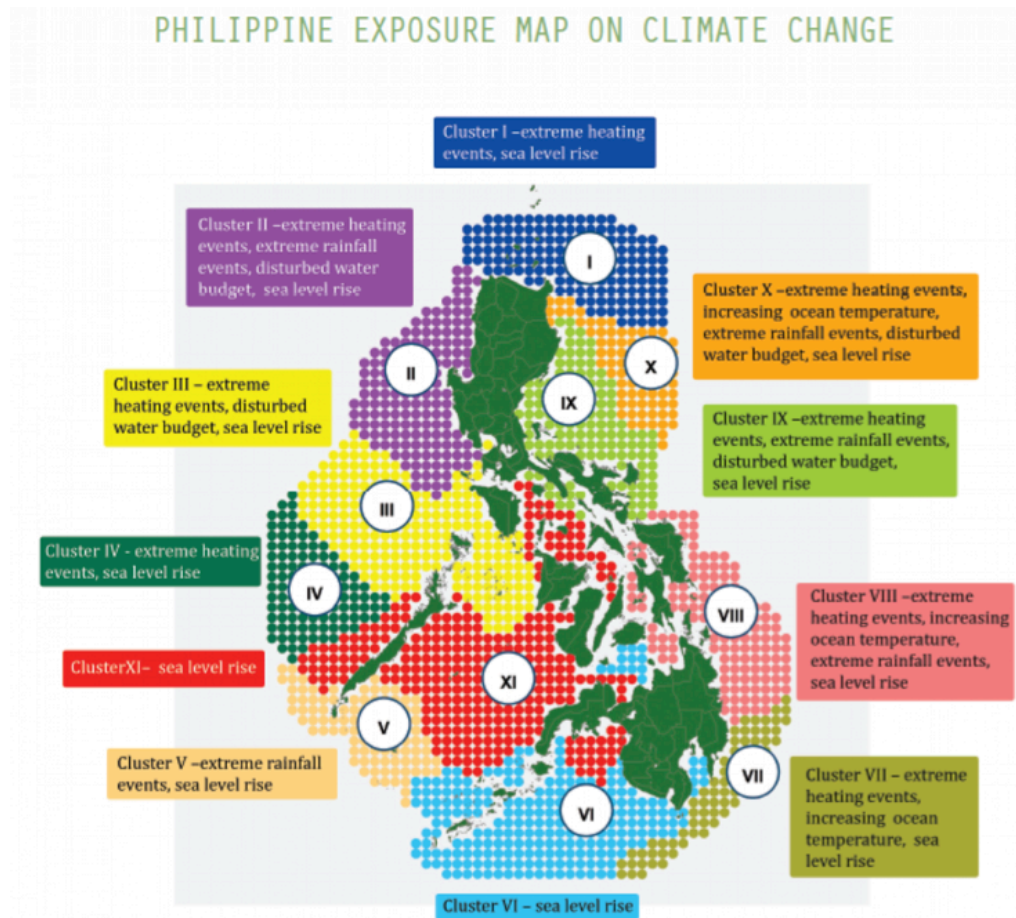 PHILIPPINE EXPOSURE MAP ON CLIMATE CHANGE
Cluster I –extreme heating
events, sea level rise
Cluster II –extreme heating
events, extreme rainfall
events, disturbed water
budget, sea level rise
Cluster X –extreme heating events,
increasing ocean temperature,
extreme rainfall events, disturbed
water budget, sea level rise
Cluster III – extreme
heating events, disturbed
water budget, sea level rise
Cluster IX –extreme heating
events, extreme rainfall events,
disturbed water budget,
sea level rise
Cluster IV - extreme heating
events, sea level rise
Cluster VIII –extreme
heating events, increasing
ocean temperature,
extreme rainfall events,
sea level rise
ClusterXI– sea level rise
Cluster V –extreme rainfall
events, sea level rise
Cluster VII – extreme
heating events,
increasing ocean
temperature, sea
level rise
Cluster VI – sea level rise
I
II
X
IX
III
IV
VIII
XI
V
VII
VI